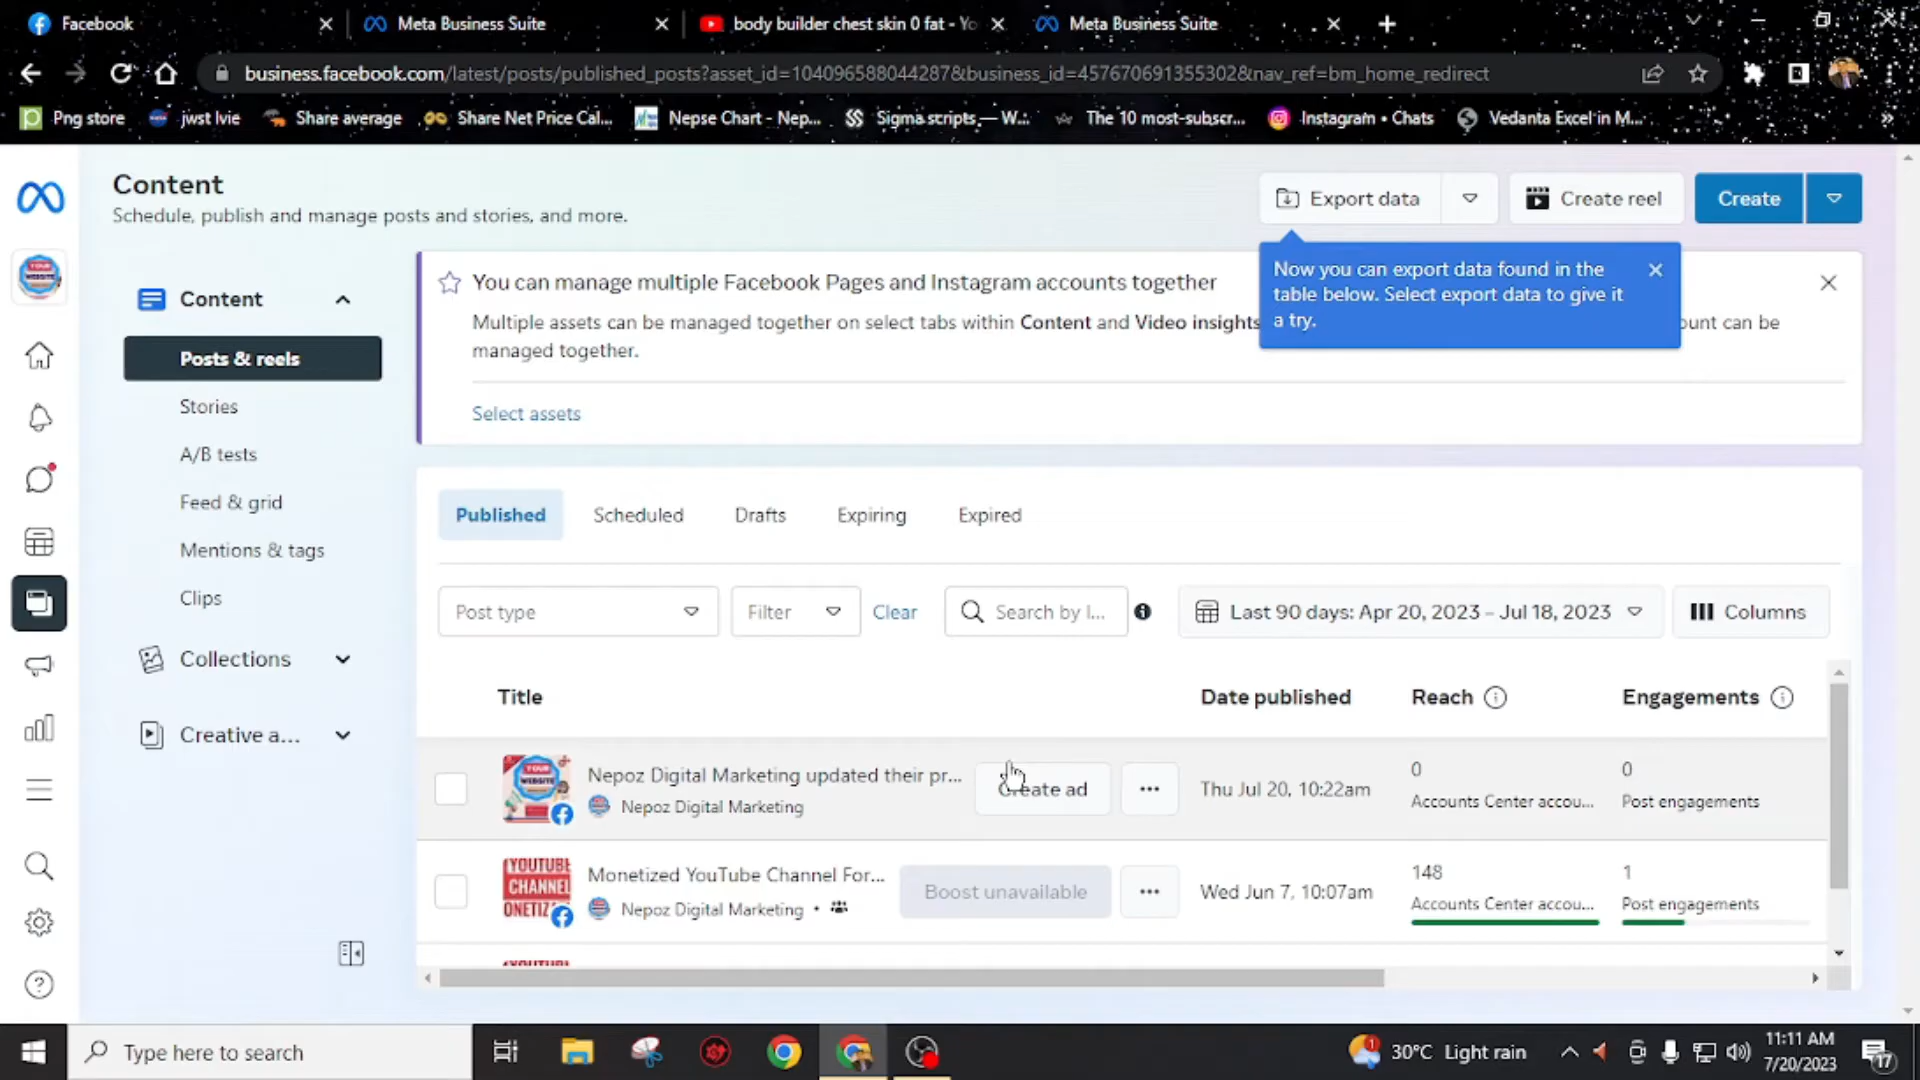 Facebook
Meta Business Suite
body builder chest skin 0 fat - Yo
Meta Business Suite
business.facebook.com/latest/posts/published_posts?asset_id=104096588044287&business_id=457670691355302&nav_ref=bm_home_redirect
Png store
jwst lvie
Share average
Share Net Price Cal...
Nepse Chart - Nep...
Sigma scripts, — W...
The 10 most-subscr...
Instagram • Chats
Vedanta Excel in M...
Content
Schedule, publish and manage posts and stories, and more.
Export data
Create reel
Create
Now you can export data found in the
table below. Select export data to give it
a try.
You can manage multiple Facebook Pages and Instagram accounts together
Multiple assets can be managed together on select tabs within Content and Video insights
ount can be
managed together.
Select assets
Content
Posts & reels
Stories
A/B tests
Feed & grid
Mentions & tags
Clips
Collections
Creative a...
Published
Scheduled
Drafts
Expiring
Expired
Post type
Filter
Clear
Search by I...
Last 90 days: Apr 20, 2023 – Jul 18, 2023
Columns
Title
Date published
Reach
Engagements
YOUR
WEBSITE
Nepoz Digital Marketing updated their pr...
Nepoz Digital Marketing
Create ad
Thu Jul 20, 10:22am
0
Accounts Center accou...
0
Post engagements
YOUTUBE
CHANNEL
ONETIZ
Monetized YouTube Channel For...
Nepoz Digital Marketing
Boost unavailable
Wed Jun 7, 10:07am
148
Accounts Center accou...
1
Post engagements
Type here to search
1
30°C Light rain
11:11 AM
7/20/2023
17